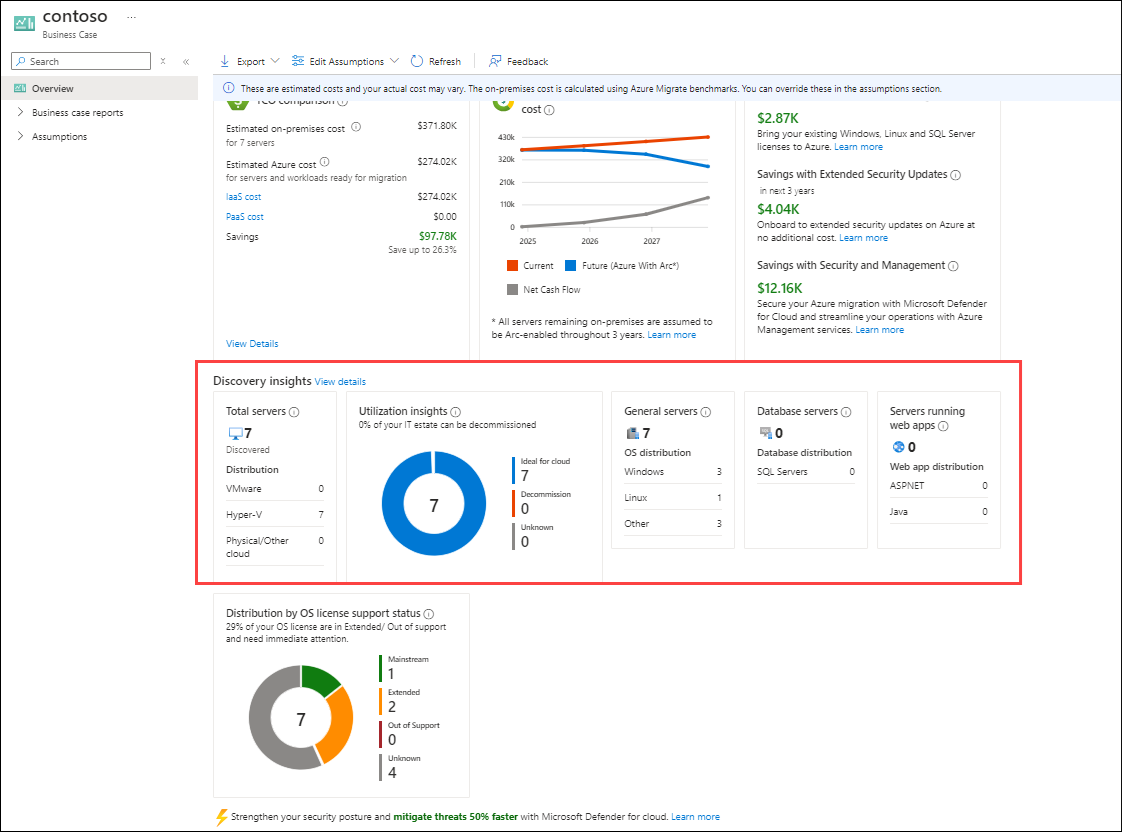 contoso ...
Business Case
Search
Overview
Business case reports
Assumptions
Export
Edit Assumptions
Refresh
Feedback
These are estimated costs and your actual cost may vary. The on-premises cost is calculated using Azure Migrate benchmarks. You can override these in the assumptions section.
TCO comparison
Estimated on-premises cost
$371.80K
for 7 servers
Estimated Azure cost
$274.02K
for servers and workloads ready for migration
IaaS cost
$274.02K
PaaS cost
$0.00
Savings
$97.78K
Save up to 26.3%
View Details
cost
430k
320k
210k
110k
0
2025
2026
2027
Current
Future (Azure With Arc*)
Net Cash Flow
* All servers remaining on-premises are assumed to
be Arc-enabled throughout 3 years. Learn more
$2.87K
Bring your existing Windows, Linux and SQL Server
licenses to Azure. Learn more
Savings with Extended Security Updates
in next 3 years
$4.04K
Onboard to extended security updates on Azure at
no additional cost. Learn more
Savings with Security and Management
$12.16K
Secure your Azure migration with Microsoft Defender
for Cloud and streamline your operations with Azure
Management services. Learn more
Discovery insights View details
Total servers
7
Discovered
Distribution
VMware
0
Hyper-V
7
Physical/Other
cloud
0
Utilization insights
0% of your IT estate can be decommissioned
7
Ideal for cloud
7
Decommission
0
Unknown
0
General servers
7
OS distribution
Windows
3
Linux
1
Other
3
Database servers
0
Database distribution
SQL Servers
0
Servers running
web apps
0
Web app distribution
ASPNET
0
Java
0
Distribution by OS license support status
29% of your OS license are in Extended/ Out of support
and need immediate attention.
7
Mainstream
1
Extended
2
Out of Support
0
Unknown
4
Strengthen your security posture and mitigate threats 50% faster with Microsoft Defender for cloud. Learn more